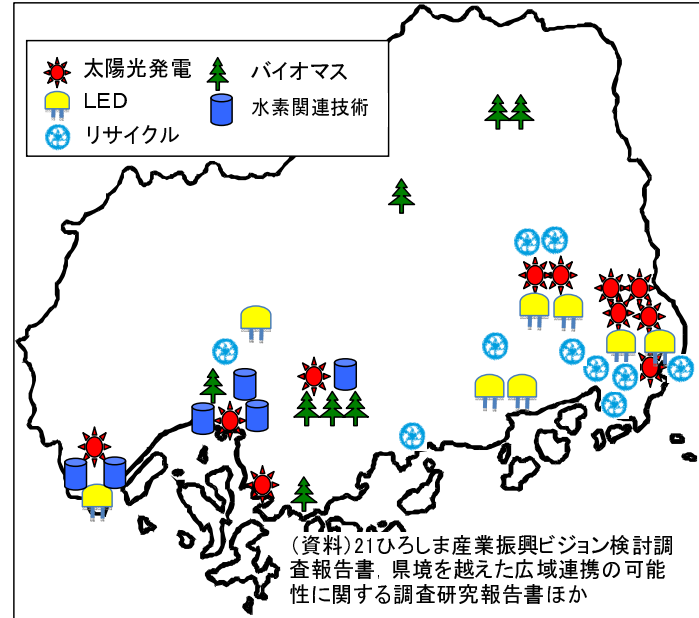 太陽光発電
バイオマス
LED
水素関連技術
リサイクル
(資料)21ひろしま産業振興ビジョン検討調
査報告書, 県境を越えた広域連携の可能
性に関する調査研究報告書ほか